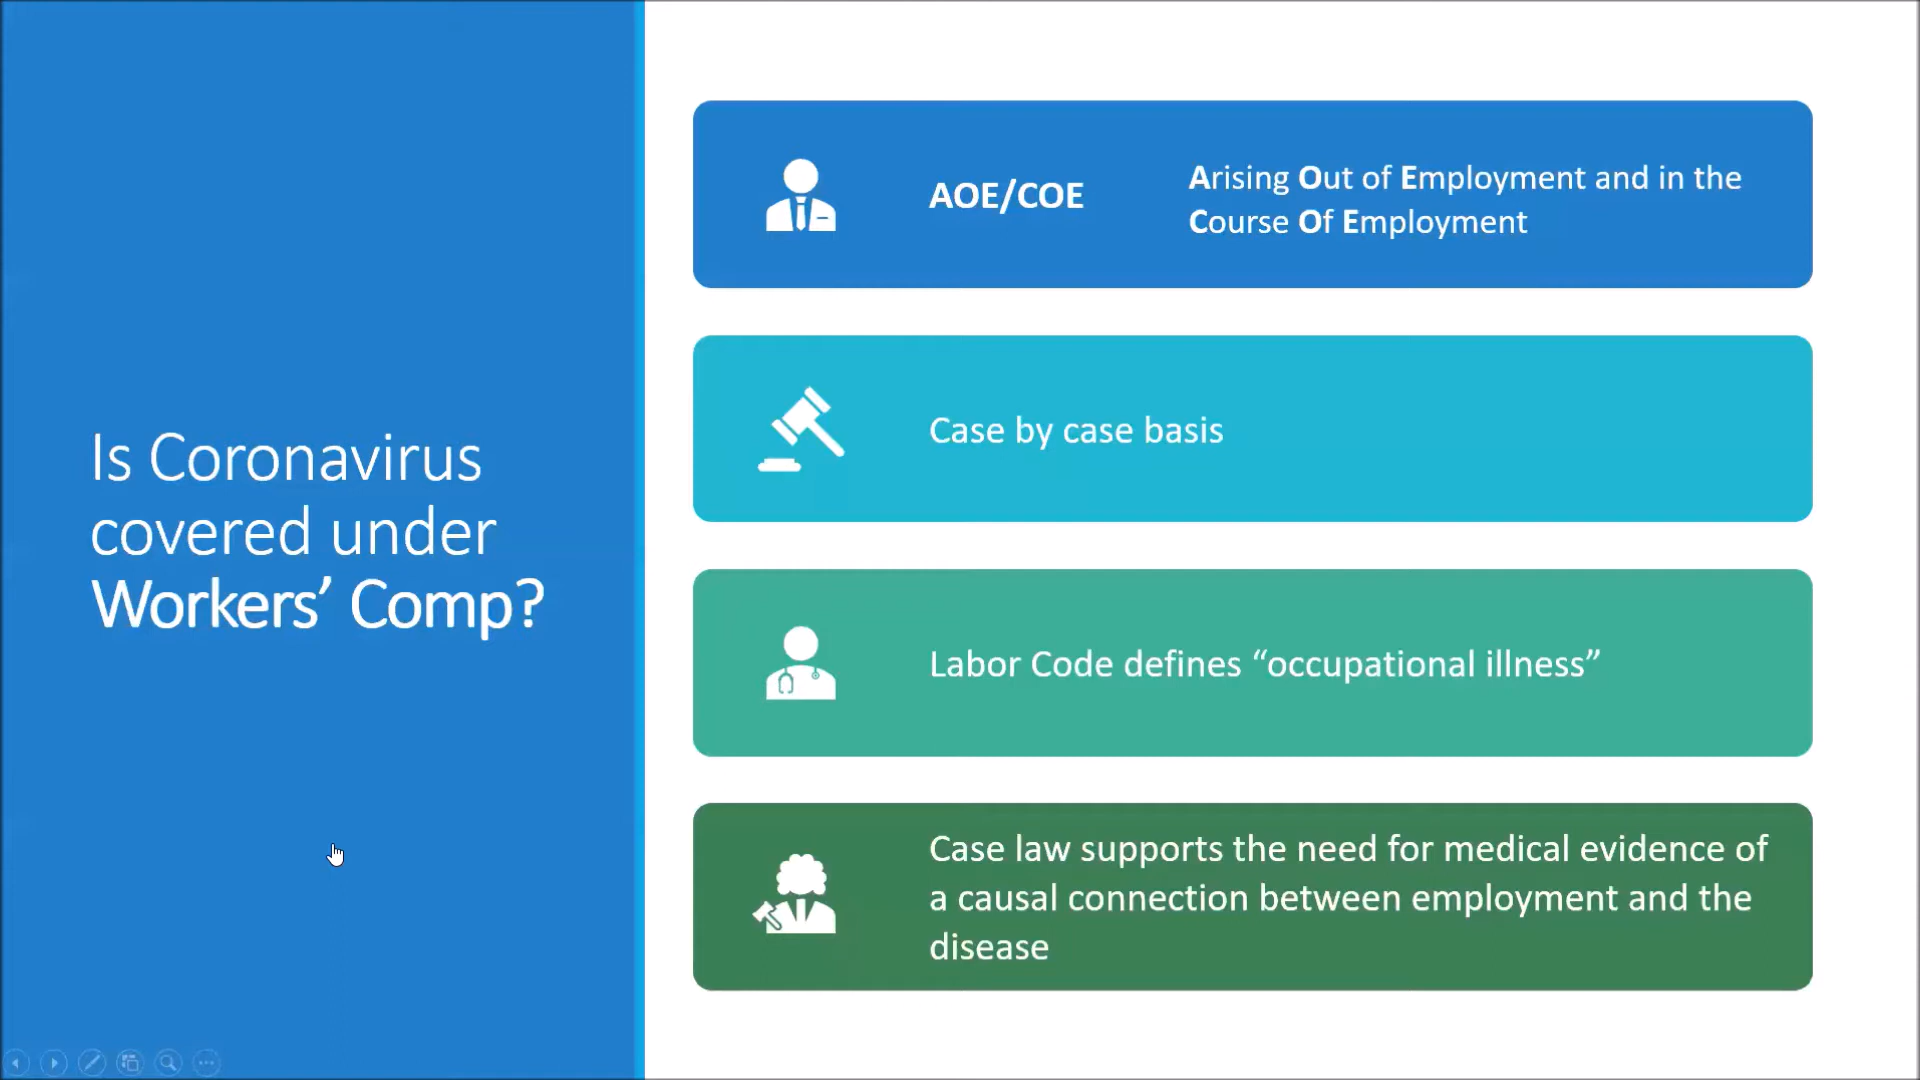 Is Coronavirus
covered under
Workers’ Comp?
AOE/COE
Arising Out of Employment and in the
Course Of Employment
Case by case basis
Labor Code defines “occupational illness”
Case law supports the need for medical evidence of
a causal connection between employment and the
disease